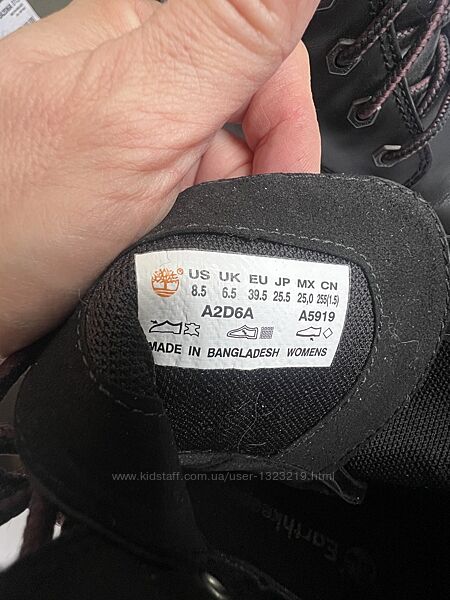 ® US UK EU JP MX CN
8.5 6.5 39.5 25.5 25,0 255(1.5)
A2D6A A5919
MADE IN BANGLADESH WOMENS
www.kidstaff.com.ua/user-1323219.html